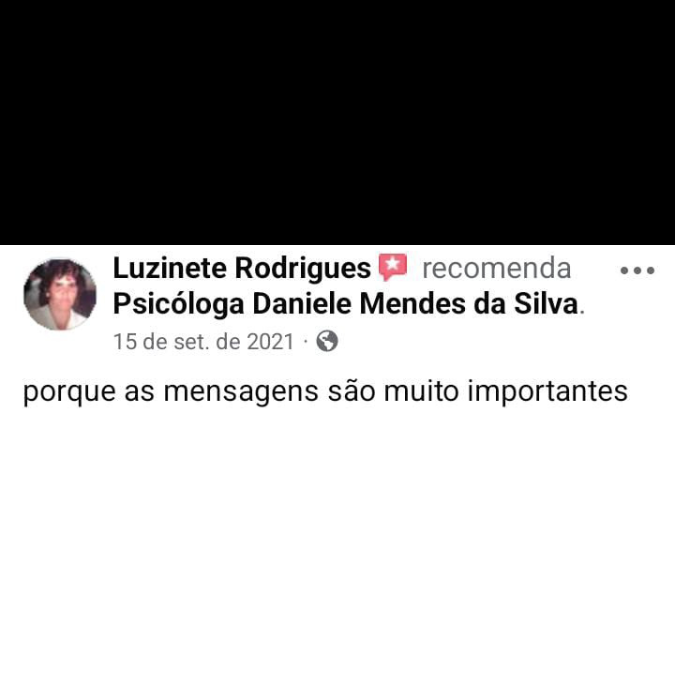 Luzinete Rodrigues recomenda
Psicóloga Daniele Mendes da Silva.
15 de set. de 2021 ·
porque as mensagens são muito importantes